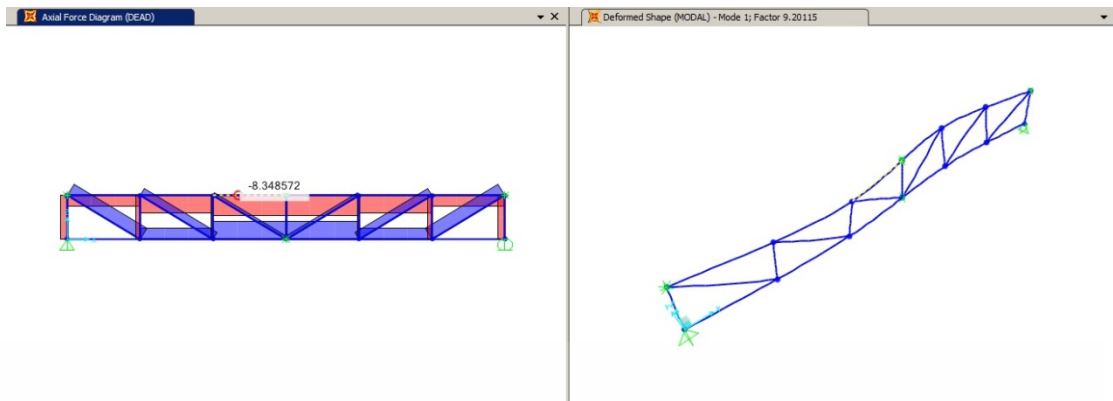 Axial Force Diagram (DEAD)
Deformed Shape (MODAL) - Mode 1; Factor 9.20115
-8.348572